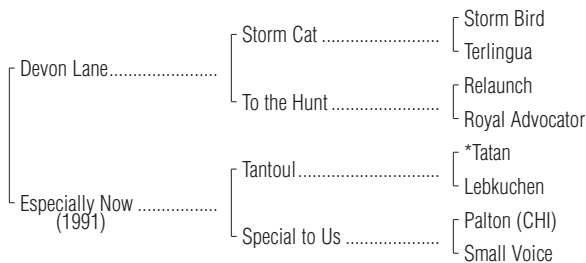 Storm Bird
Storm Cat ..............................
Terlingua
Devon Lane...........................
Relaunch
To the Hunt ...........................
Royal Advocator
*Tatan
Tantoul...................................
Lebkuchen
Especially Now ....................
(1991)
Palton (CHI)
Special to Us ........................
Small Voice